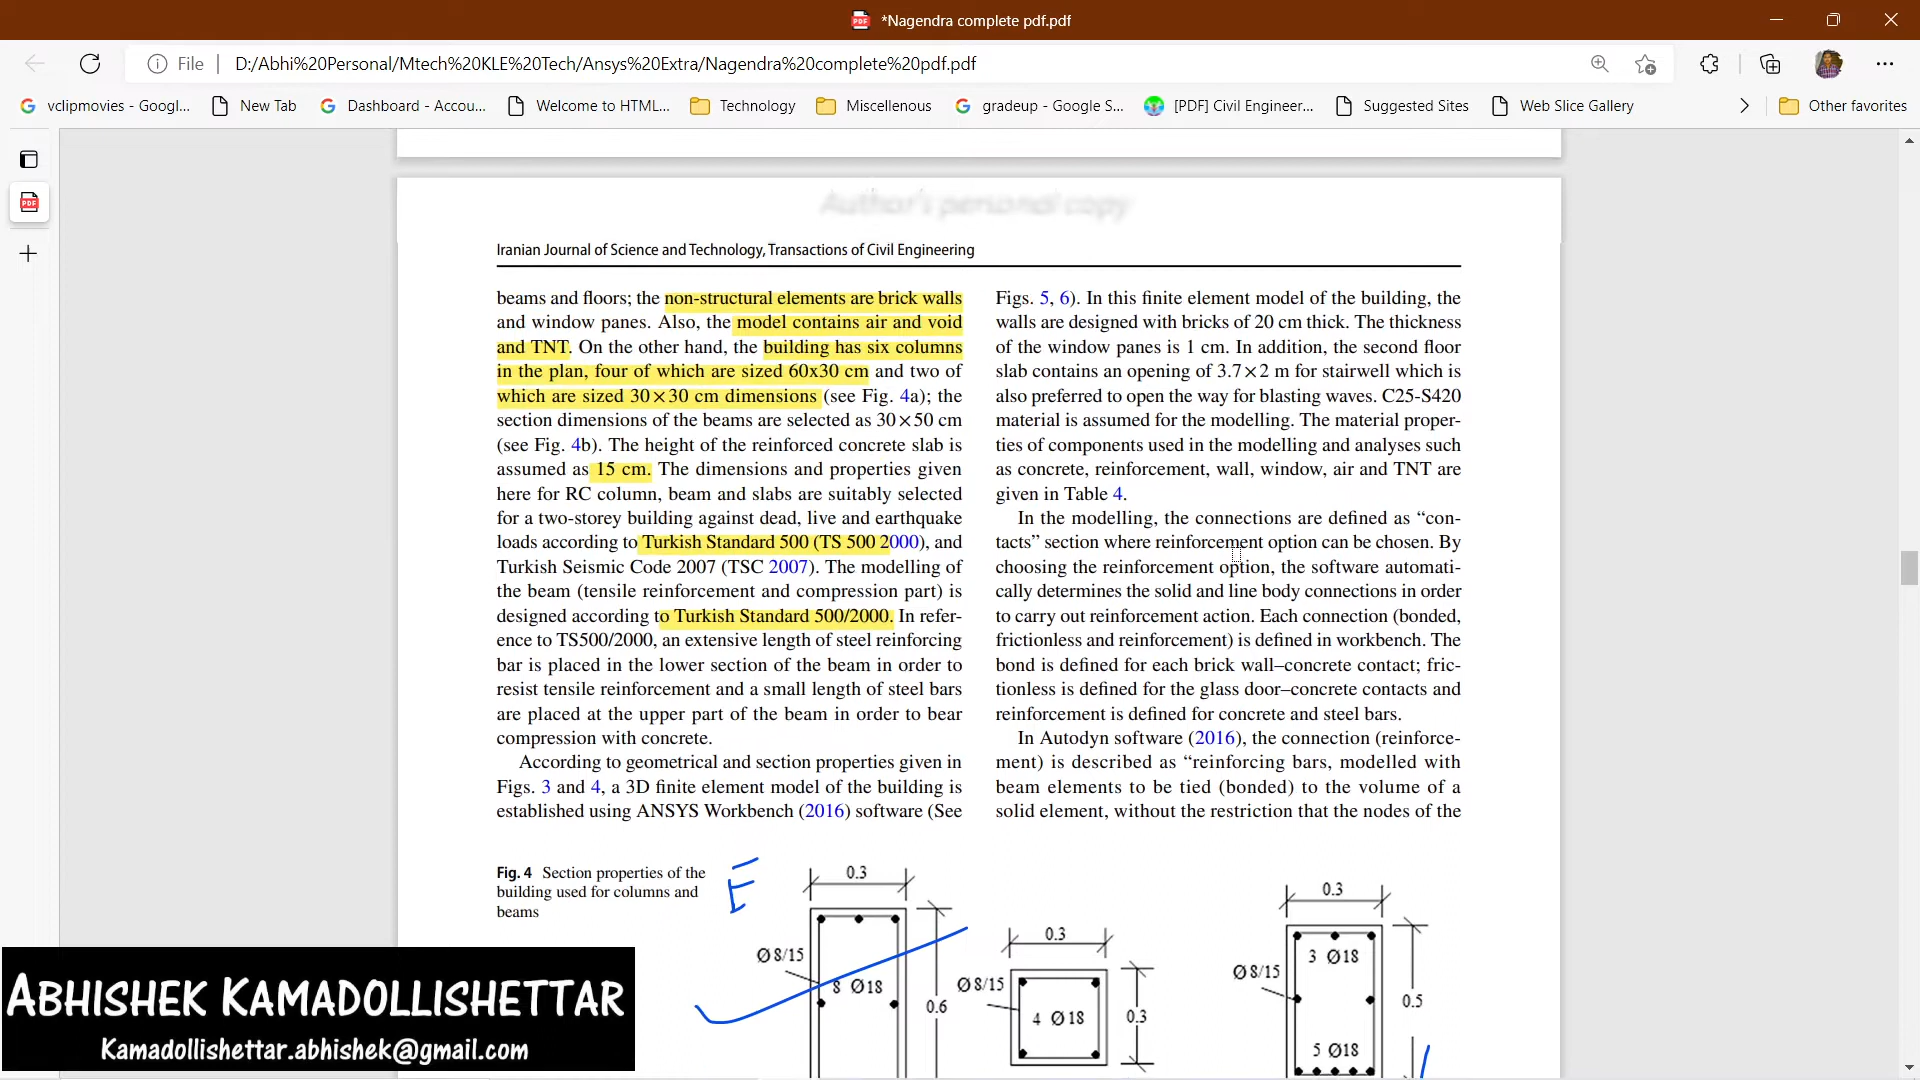 *Nagendra complete pdf.pdf
File
D:/Abhi%20Personal/Mtech%20KLE%20Tech/Ansys%20Extra/Nagendra%20complete%20pdf.pdf
vclipmovies - Googl... New Tab Dashboard - Accou... Welcome to HTML... Technology Miscellenous gradeup - Google S... [PDF] Civil Engineer... Suggested Sites Web Slice Gallery Other favorites
PDF
Author's personal copy
Iranian Journal of Science and Technology, Transactions of Civil Engineering
beams and floors; the non-structural elements are brick walls
and window panes. Also, the model contains air and void
and TNT. On the other hand, the building has six columns
in the plan, four of which are sized 60x30 cm and two of
which are sized 30×30 cm dimensions (see Fig. 4a); the
section dimensions of the beams are selected as 30×50 cm
(see Fig. 4b). The height of the reinforced concrete slab is
assumed as 15 cm. The dimensions and properties given
here for RC column, beam and slabs are suitably selected
for a two-storey building against dead, live and earthquake
loads according to Turkish Standard 500 (TS 500 2000), and
Turkish Seismic Code 2007 (TSC 2007). The modelling of
the beam (tensile reinforcement and compression part) is
designed according to Turkish Standard 500/2000. In refer-
ence to TS500/2000, an extensive length of steel reinforcing
bar is placed in the lower section of the beam in order to
resist tensile reinforcement and a small length of steel bars
are placed at the upper part of the beam in order to bear
compression with concrete.
According to geometrical and section properties given in
Figs. 3 and 4, a 3D finite element model of the building is
established using ANSYS Workbench (2016) software (See
Figs. 5, 6). In this finite element model of the building, the
walls are designed with bricks of 20 cm thick. The thickness
of the window panes is 1 cm. In addition, the second floor
slab contains an opening of 3.7×2 m for stairwell which is
also preferred to open the way for blasting waves. C25-S420
material is assumed for the modelling. The material proper-
ties of components used in the modelling and analyses such
as concrete, reinforcement, wall, window, air and TNT are
given in Table 4.
In the modelling, the connections are defined as “con-
tacts” section where reinforcement option can be chosen. By
choosing the reinforcement option, the software automati-
cally determines the solid and line body connections in order
to carry out reinforcement action. Each connection (bonded,
frictionless and reinforcement) is defined in workbench. The
bond is defined for each brick wall–concrete contact; fric-
tionless is defined for the glass door–concrete contacts and
reinforcement is defined for concrete and steel bars.
In Autodyn software (2016), the connection (reinforce-
ment) is described as “reinforcing bars, modelled with
beam elements to be tied (bonded) to the volume of a
solid element, without the restriction that the nodes of the
Fig. 4 Section properties of the
building used for columns and
beams
E
0.3
Ø8/15
8 Ø18
0.6
0.3
Ø8/15
4 Ø18
0.3
0.3
Ø8/15
3 Ø18
0.5
5 Ø18
ABHISHEK KAMADOLLISHETTAR
Kamadollishettar.abhishek@gmail.com